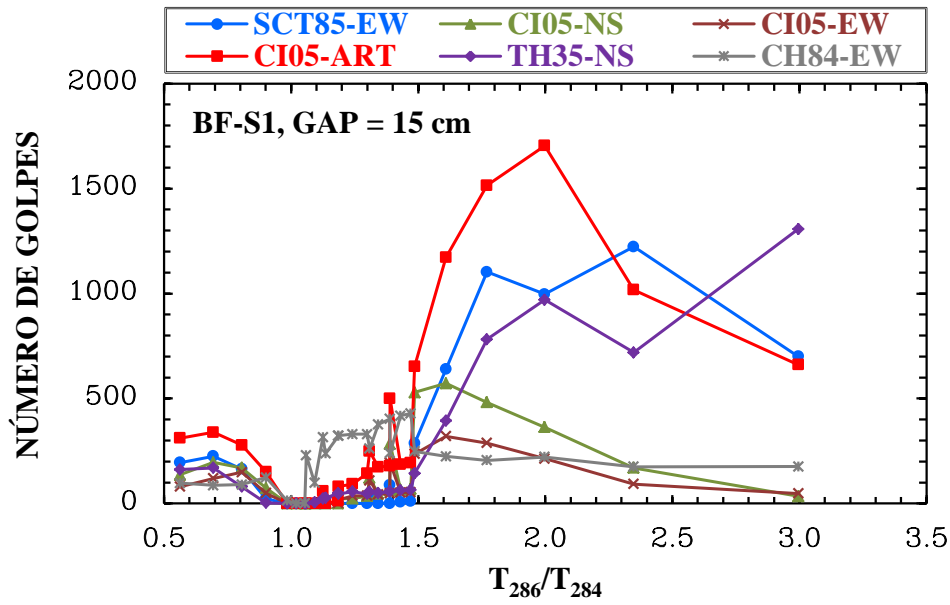 SCT85-EW CI05-NS CI05-EW
CI05-ART TH35-NS CH84-EW
BF-S1, GAP = 15 cm
NÚMERO DE GOLPES
2000
1500
1000
500
0
0.5 1.0 1.5 2.0 2.5 3.0 3.5
T286/T284